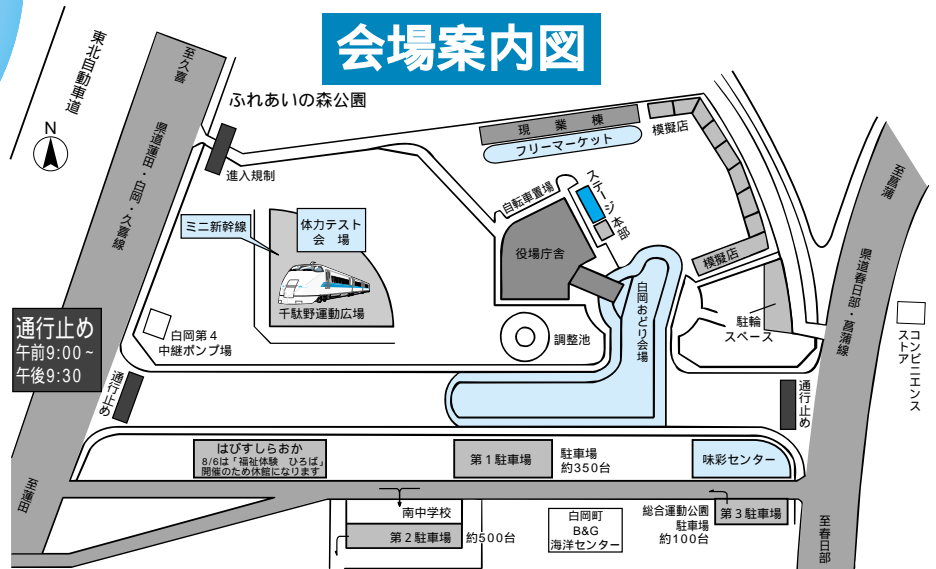 会場案内図
東北自動車道
N
至久喜
県道蓮田・白岡・久喜線
ふれあいの森公園
進入規制
現業棟
フリーマーケット
模擬店
自転車置場
ステージ
本部
役場庁舎
ミニ新幹線
体力テスト
会　場
千駄野運動広場
模擬店
白岡おどり会場
駐輪
スペース
調整池
至菖蒲
県道春日部・菖蒲線
コンビニエンス
ストア
白岡第４
中継ポンプ場
通行止め
午前9:00～
午後9:30
通行止め
通行止め
はぴすしらおか
8/6は「福祉体験　ひろば」
開催のため休館になります
第１駐車場
駐車場
約350台
味彩センター
至蓮田
南中学校
第２駐車場
約500台
白岡町
B&G
海洋センター
総合運動公園
駐車場
約100台
第３駐車場
至春日部